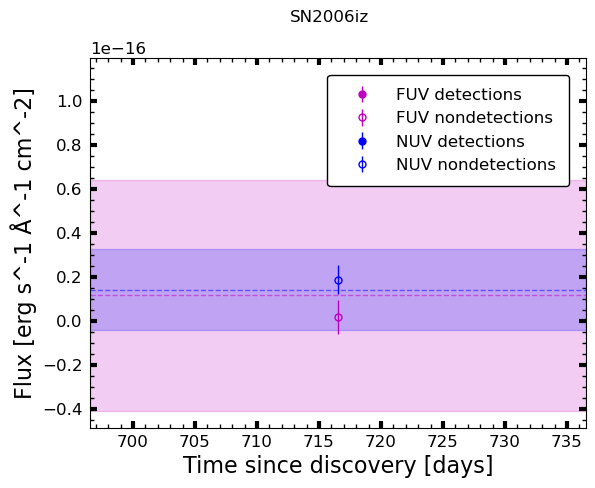 SN2006iz
1e−16
FUV detections
FUV nondetections
NUV detections
NUV nondetections
1.0
0.8
0.6
0.4
0.2
0.0
−0.2
−0.4
Flux [erg s^-1 Å^-1 cm^-2]
700 705 710 715 720 725 730 735
Time since discovery [days]